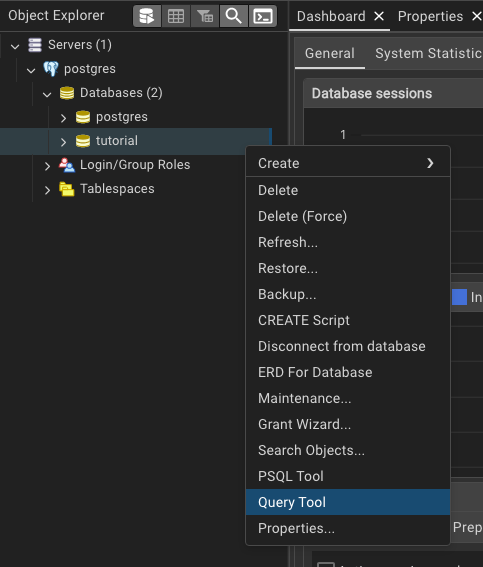 Object Explorer
Dashboard
Properties
Servers (1)
postgres
Databases (2)
postgres
tutorial
Login/Group Roles
Tablespaces
General
System Statistic
Database sessions
1
Create
Delete
Delete (Force)
Refresh...
Restore...
Backup...
CREATE Script
Disconnect from database
ERD For Database
Maintenance...
Grant Wizard...
Search Objects...
PSQL Tool
Query Tool
Properties...
In
Prep